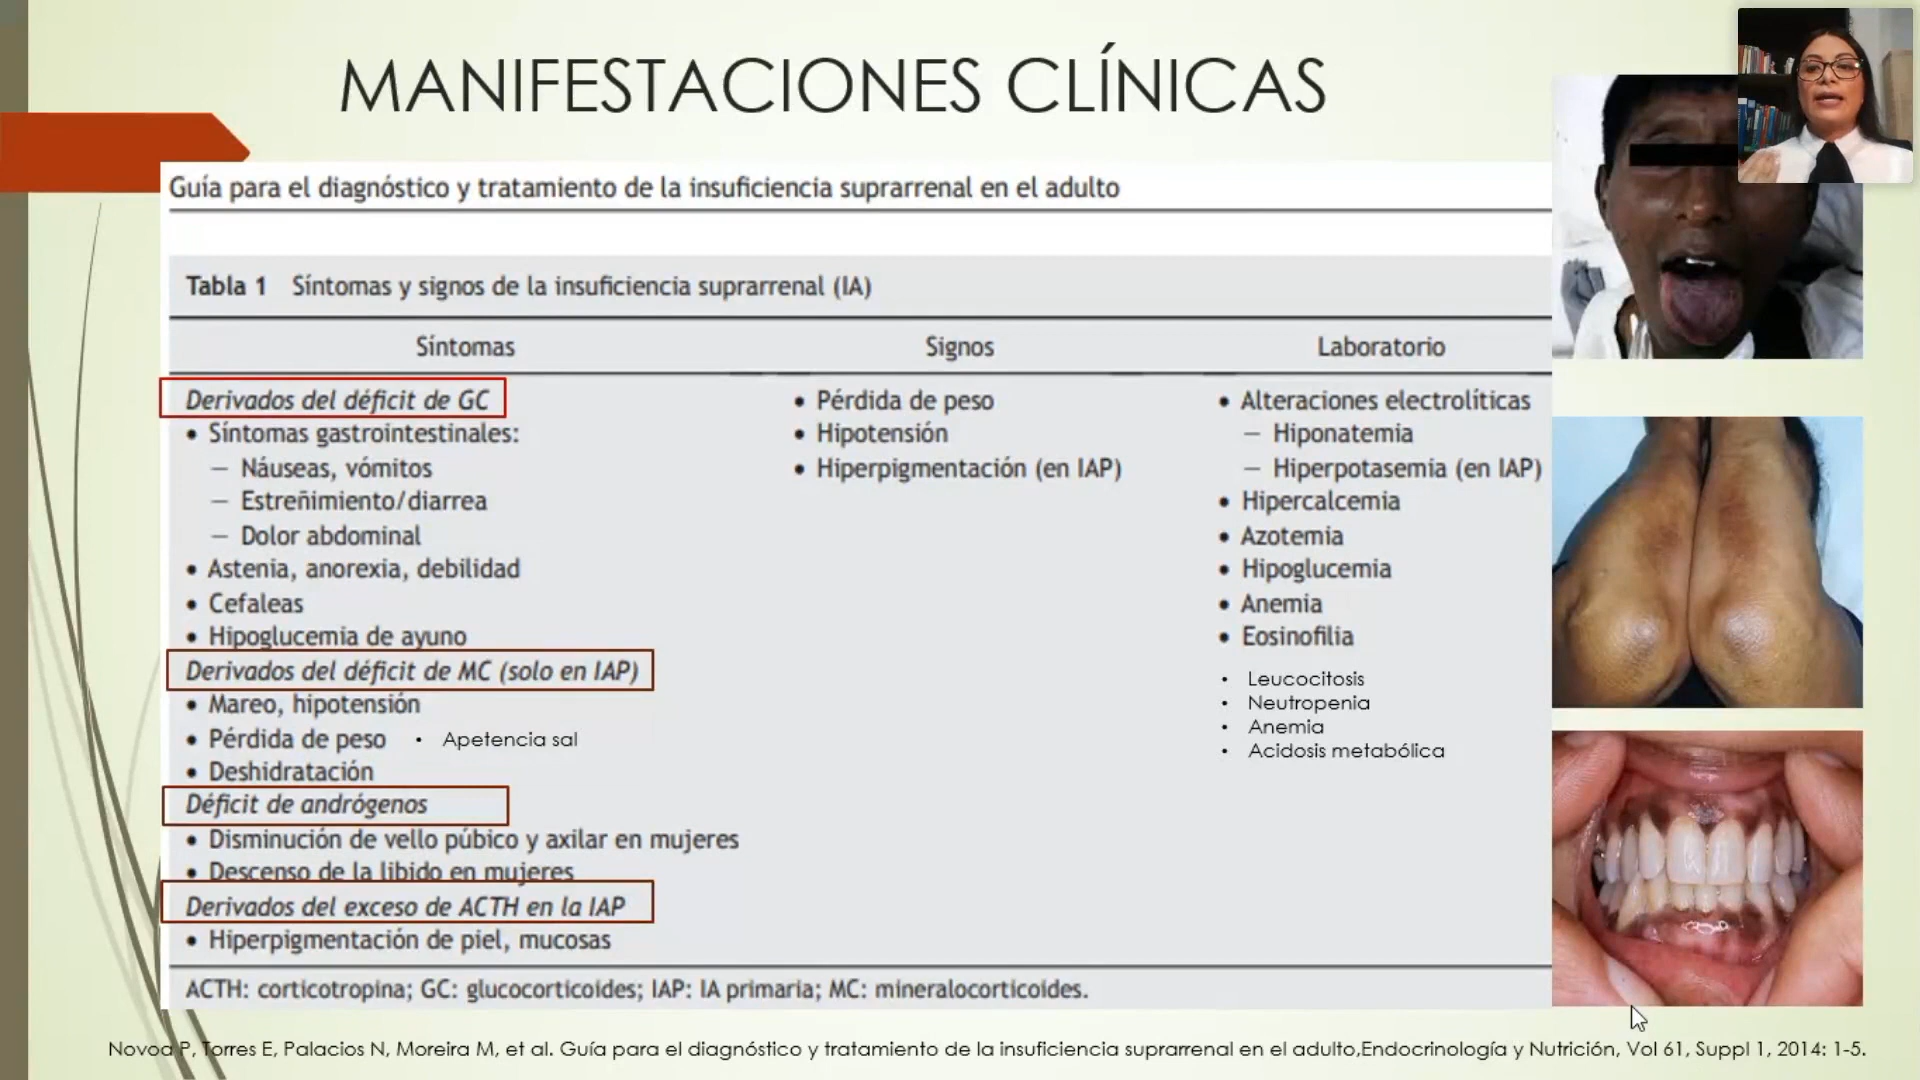 MANIFESTACIONES CLÍNICAS
Guía para el diagnóstico y tratamiento de la insuficiencia suprarrenal en el adulto
Tabla 1 Síntomas y signos de la insuficiencia suprarrenal (IA)
Síntomas
Derivados del déficit de GC
• Síntomas gastrointestinales:
— Náuseas, vómitos
— Estreñimiento/diarrea
— Dolor abdominal
• Astenia, anorexia, debilidad
• Cefaleas
• Hipoglucemia de ayuno
Derivados del déficit de MC (solo en IAP)
• Mareo, hipotensión
• Pérdida de peso • Apetencia sal
• Deshidratación
Déficit de andrógenos
• Disminución de vello púbico y axilar en mujeres
• Descenso de la libido en mujeres
Derivados del exceso de ACTH en la IAP
• Hiperpigmentación de piel, mucosas
Signos
• Pérdida de peso
• Hipotensión
• Hiperpigmentación (en IAP)
Laboratorio
• Alteraciones electrolíticas
— Hiponatemia
— Hiperpotasemia (en IAP)
• Hipercalcemia
• Azotemia
• Hipoglucemia
• Anemia
• Eosinofilia
• Leucocitosis
• Neutropenia
• Anemia
• Acidosis metabólica
ACTH: corticotropina; GC: glucocorticoides; IAP: IA primaria; MC: mineralocorticoides.
Novoa P, Torres E, Palacios N, Moreira M, et al. Guía para el diagnóstico y tratamiento de la insuficiencia suprarrenal en el adulto,Endocrinología y Nutrición, Vol 61, Suppl 1, 2014: 1-5.